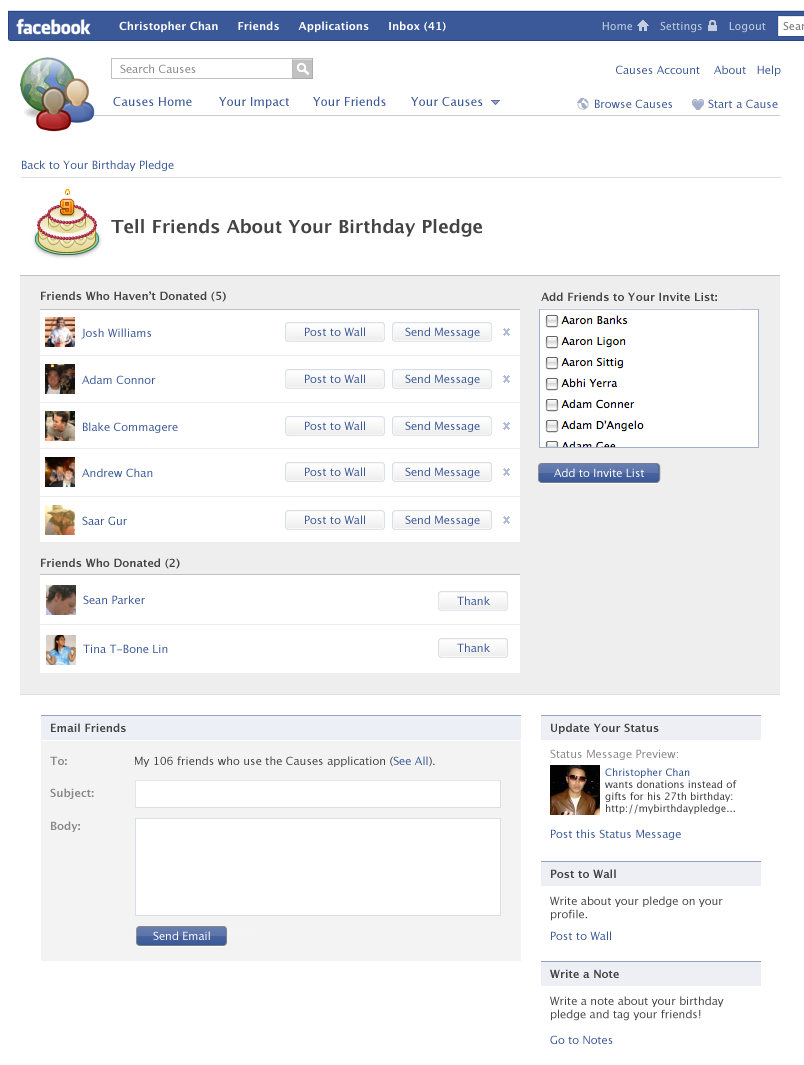 facebook Christopher Chan Friends Applications Inbox (41) Home Settings Logout Sear
Search Causes
Causes Account About Help
Causes Home Your Impact Your Friends Your Causes Browse Causes Start a Cause
Back to Your Birthday Pledge
9
Tell Friends About Your Birthday Pledge
Friends Who Haven't Donated (5)
Josh Williams Post to Wall Send Message x
Adam Connor Post to Wall Send Message x
Blake Commagere Post to Wall Send Message x
Andrew Chan Post to Wall Send Message x
Saar Gur Post to Wall Send Message x
Friends Who Donated (2)
Sean Parker Thank
Tina T-Bone Lin Thank
Add Friends to Your Invite List:
Aaron Banks
Aaron Ligon
Aaron Sittig
Abhi Yerra
Adam Conner
Adam D'Angelo
Adam Gee
Add to Invite List
Email Friends
To: My 106 friends who use the Causes application (See All).
Subject:
Body:
Send Email
Update Your Status
Status Message Preview:
Christopher Chan
wants donations instead of
gifts for his 27th birthday:
http://mybirthdaypledge...
Post this Status Message
Post to Wall
Write about your pledge on your
profile.
Post to Wall
Write a Note
Write a note about your birthday
pledge and tag your friends!
Go to Notes